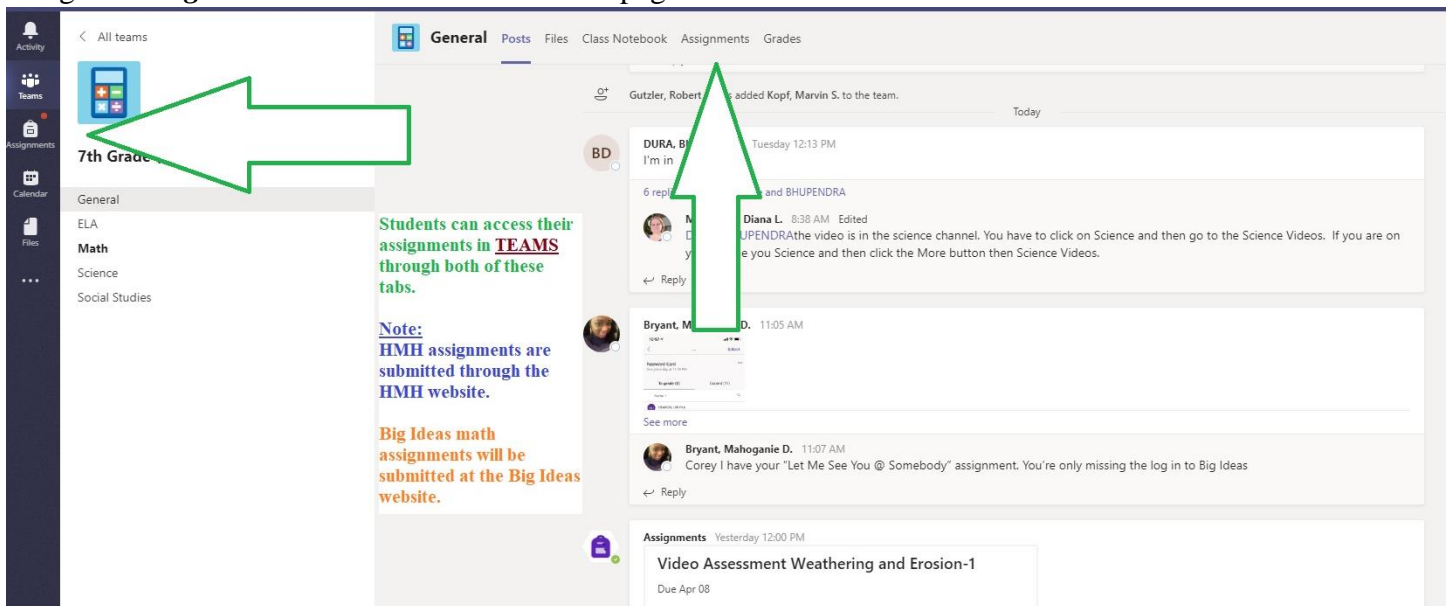 Activity
Teams
Assignments
Calendar
Files
All teams
7th Grade
General
ELA
Math
Science
Social Studies
Students can access their
assignments in TEAMS
through both of these
tabs.
Note:
HMH assignments are
submitted through the
HMH website.
Big Ideas math
assignments will be
submitted at the Big Ideas
website.
General Posts Files Class Notebook Assignments Grades
Gutzler, Robert added Kopf, Marvin S. to the team.
Today
BD
DURA, Tuesday 12:13 PM
I'm in
6 and BHUPENDRA
Diana L. 8:38 AM Edited
the video is in the science channel. You have to click on Science and then go to the Science Videos. If you are on
you Science and then click the More button then Science Videos.
Reply
Bryant, D. 11:05 AM
See more
Bryant, Mahoganie D. 11:07 AM
Corey I have your "Let Me See You @ Somebody" assignment. You're only missing the log in to Big Ideas
Reply
Assignments Yesterday 12:00 PM
Video Assessment Weathering and Erosion-1
Due Apr 08